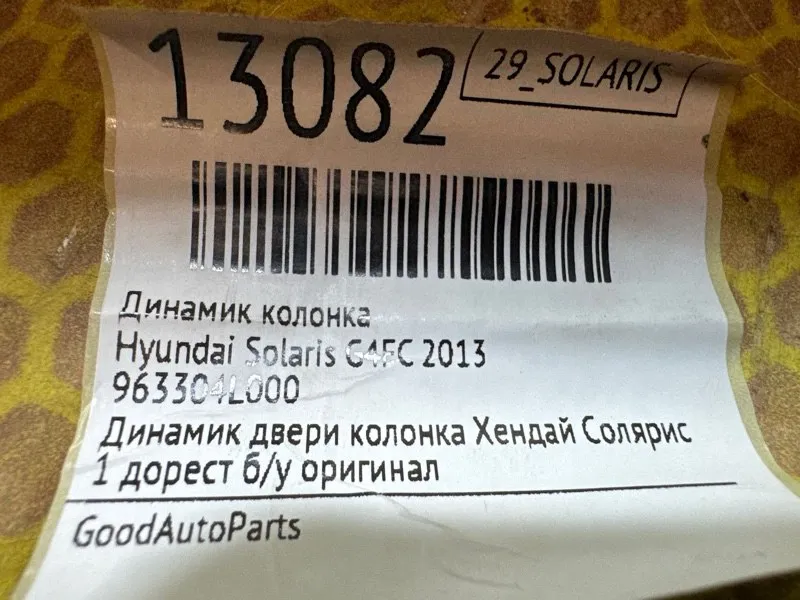 13082
29_SOLARIS
Динамик колонка
Hyundai Solaris G4FC 2013
963304L000
Динамик двери колонка Хендай Солярис
1 дорест б/у оригинал
GoodAutoParts